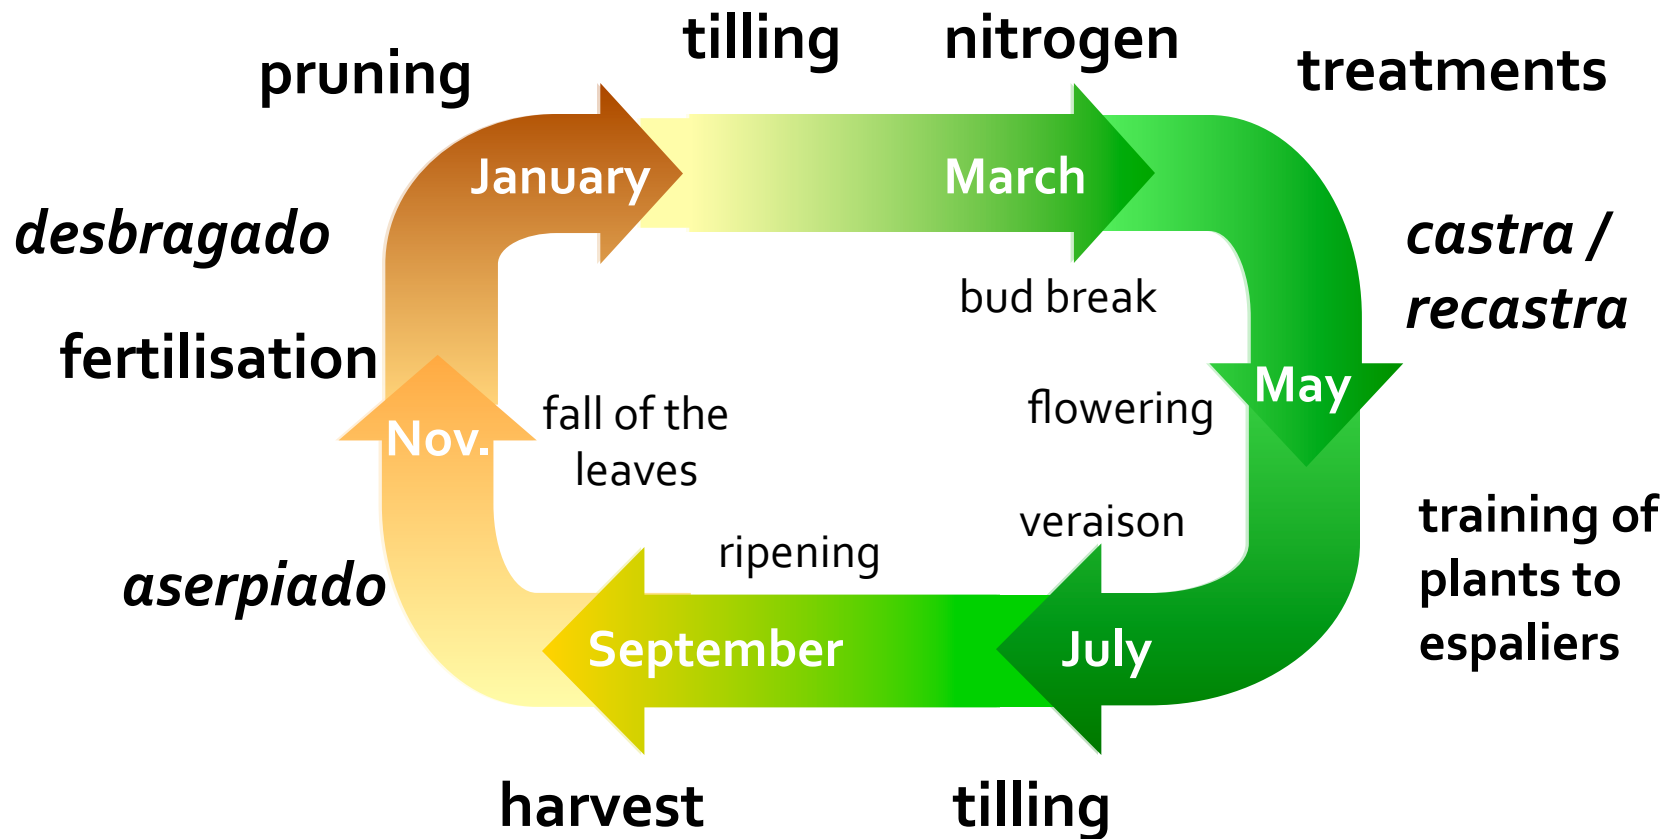 tilling
nitrogen
pruning
treatments
January
March
desbragado
castra /
recastra
bud break
fertilisation
May
flowering
fall of the
leaves
Nov.
veraison
training of
plants to
espaliers
ripening
aserpiado
September
July
harvest
tilling